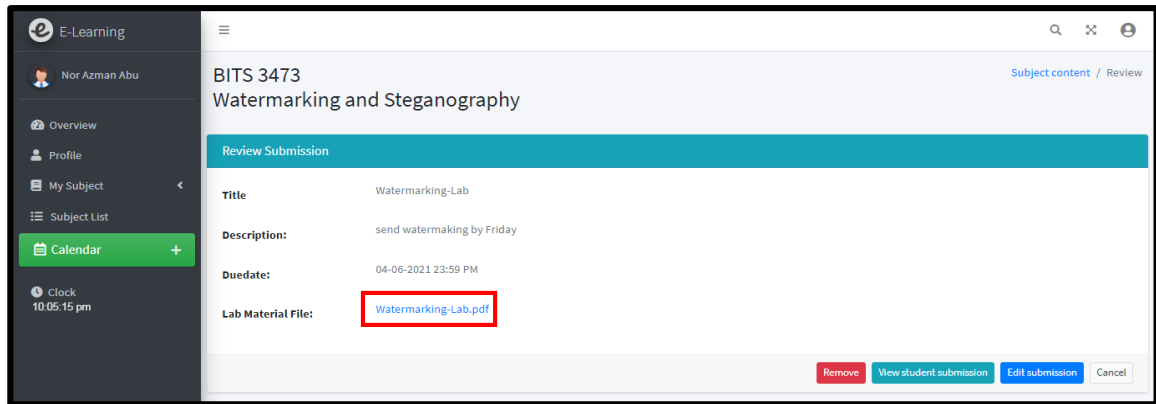 E-Learning
Nor Azman Abu
Overview
Profile
My Subject
Subject List
Calendar +
Clock
10:05:15 pm
BITS 3473
Watermarking and Steganography
Subject content / Review
Review Submission
Title Watermarking-Lab
Description: send watermaking by Friday
Duedate: 04-06-2021 23:59 PM
Lab Material File: Watermarking-Lab.pdf
Remove View student submission Edit submission Cancel